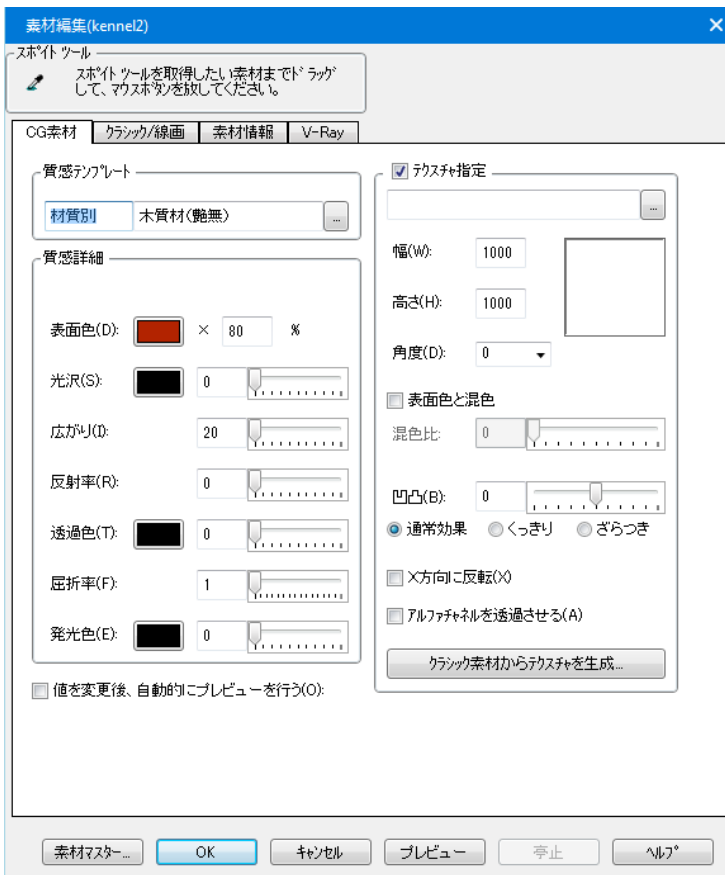 素材編集(kennel2)
スポイト ツール
スポイト ツールを取得したい素材までドラッグ
して、マウスボタンを放してください。
CG素材 クラシック/線画 素材情報 V-Ray
質感テンプレート
材質別 木質材(艶無) ...
質感詳細
表面色(D): × 80 %
光沢(S): 0
広がり(I): 20
反射率(R): 0
透過色(T): 0
屈折率(F): 1
発光色(E): 0
値を変更後、自動的にプレビューを行う(O):
テクスチャ指定
...
幅(W): 1000
高さ(H): 1000
角度(D): 0
表面色と混色
混色比: 0
凹凸(B): 0
通常効果 くっきり ざらつき
X方向に反転(X)
アルファチャネルを透過させる(A)
クラシック素材からテクスチャを生成...
素材マスター... OK キャンセル プレビュー 停止 ヘルプ